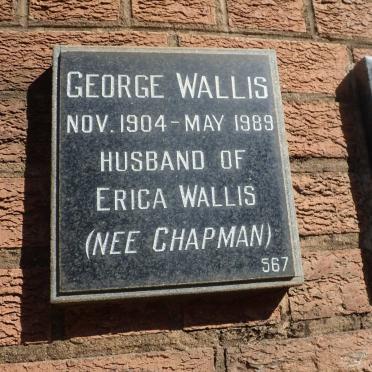 GEORGE WALLIS
NOV. 1904 - MAY 1989
HUSBAND OF
ERICA WALLIS
(NEE CHAPMAN)
567